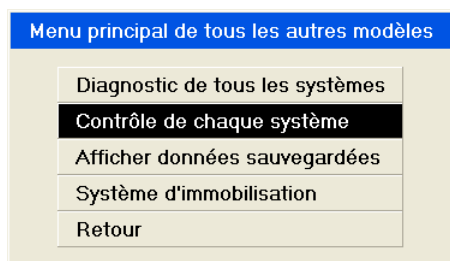 Menu principal de tous les autres modèles
Diagnostic de tous les systèmes
Contrôle de chaque système
Afficher données sauvegardées
Système d'immobilisation
Retour